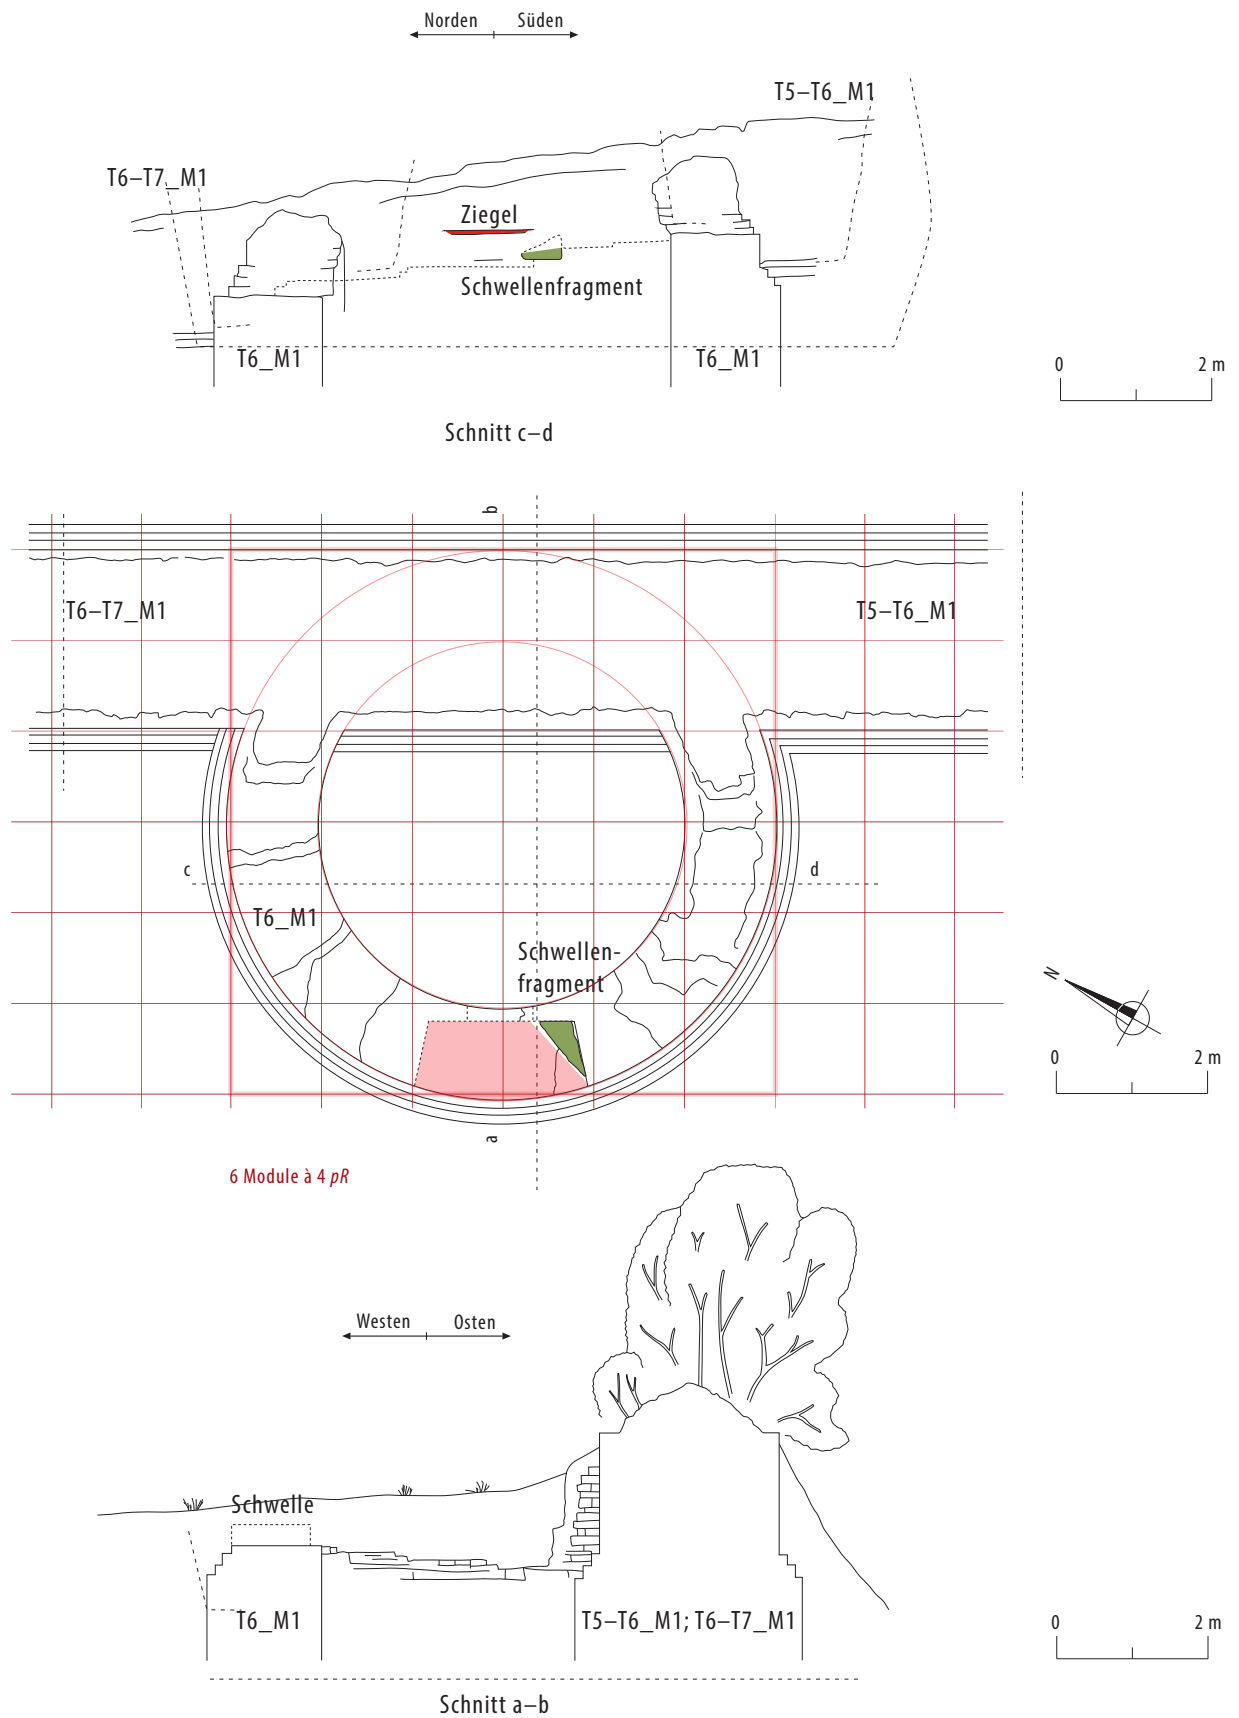 Norden Süden
T5–T6_M1
T6–T7_M1
Ziegel
Schwellenfragment
T6_M1 T6_M1
0 2 m
Schnitt c–d
b
T6–T7_M1 T5–T6_M1
c d
T6_M1
Schwellen-
fragment
N
0 2 m
a
6 Module à 4 pR
Westen Osten
Schwelle
T6_M1 T5–T6_M1; T6–T7_M1
0 2 m
Schnitt a–b